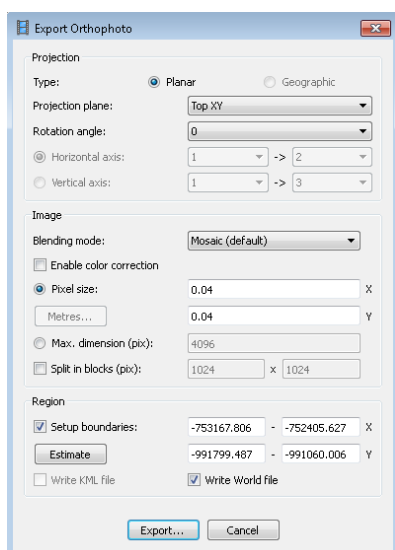 Export Orthophoto
Projection
Type: Planar Geographic
Projection plane: Top XY
Rotation angle: 0
Horizontal axis: 1 -> 2
Vertical axis: 1 -> 3
Image
Blending mode: Mosaic (default)
Enable color correction
Pixel size: 0.04 X
Metres... 0.04 Y
Max. dimension (pix): 4096
Split in blocks (pix): 1024 x 1024
Region
Setup boundaries: -753167.806 - -752405.627 X
Estimate -991799.487 - -991060.006 Y
Write KML file Write World file
Export... Cancel